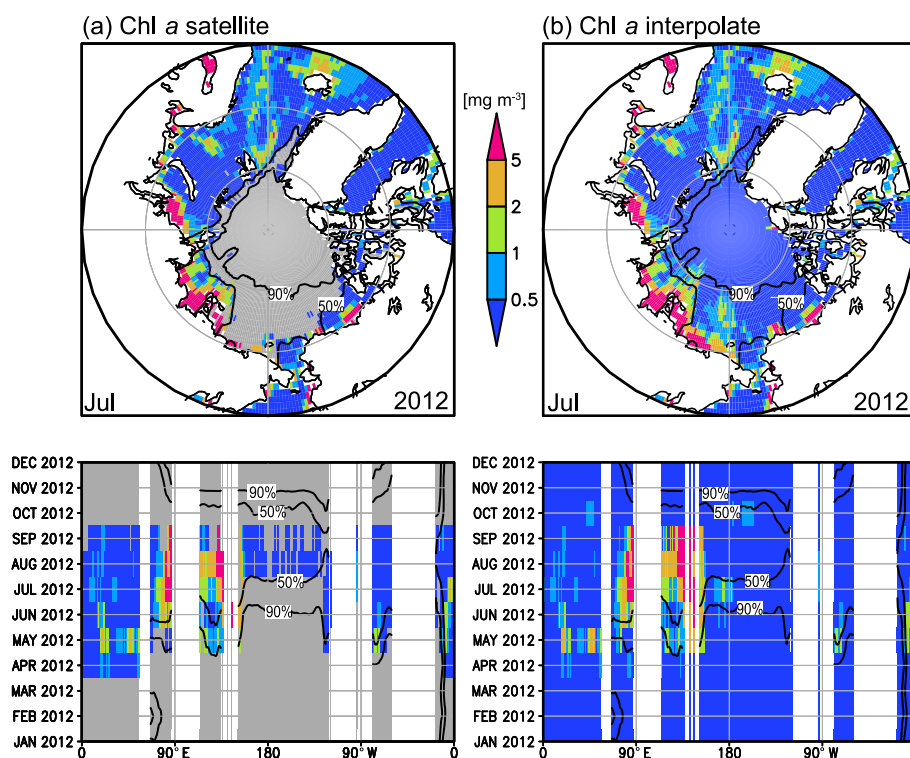 (a) Chl a satellite
(b) Chl a interpolate
[mg m⁻³]
5
2
1
0.5
90%
50%
Jul
2012
90%
50%
Jul
2012
DEC 2012
NOV 2012
OCT 2012
SEP 2012
AUG 2012
JUL 2012
JUN 2012
MAY 2012
APR 2012
MAR 2012
FEB 2012
JAN 2012
90%
50%
50%
90%
0
90°E
180
90°W
0
DEC 2012
NOV 2012
OCT 2012
SEP 2012
AUG 2012
JUL 2012
JUN 2012
MAY 2012
APR 2012
MAR 2012
FEB 2012
JAN 2012
90%
50%
50%
90%
0
90°E
180
90°W